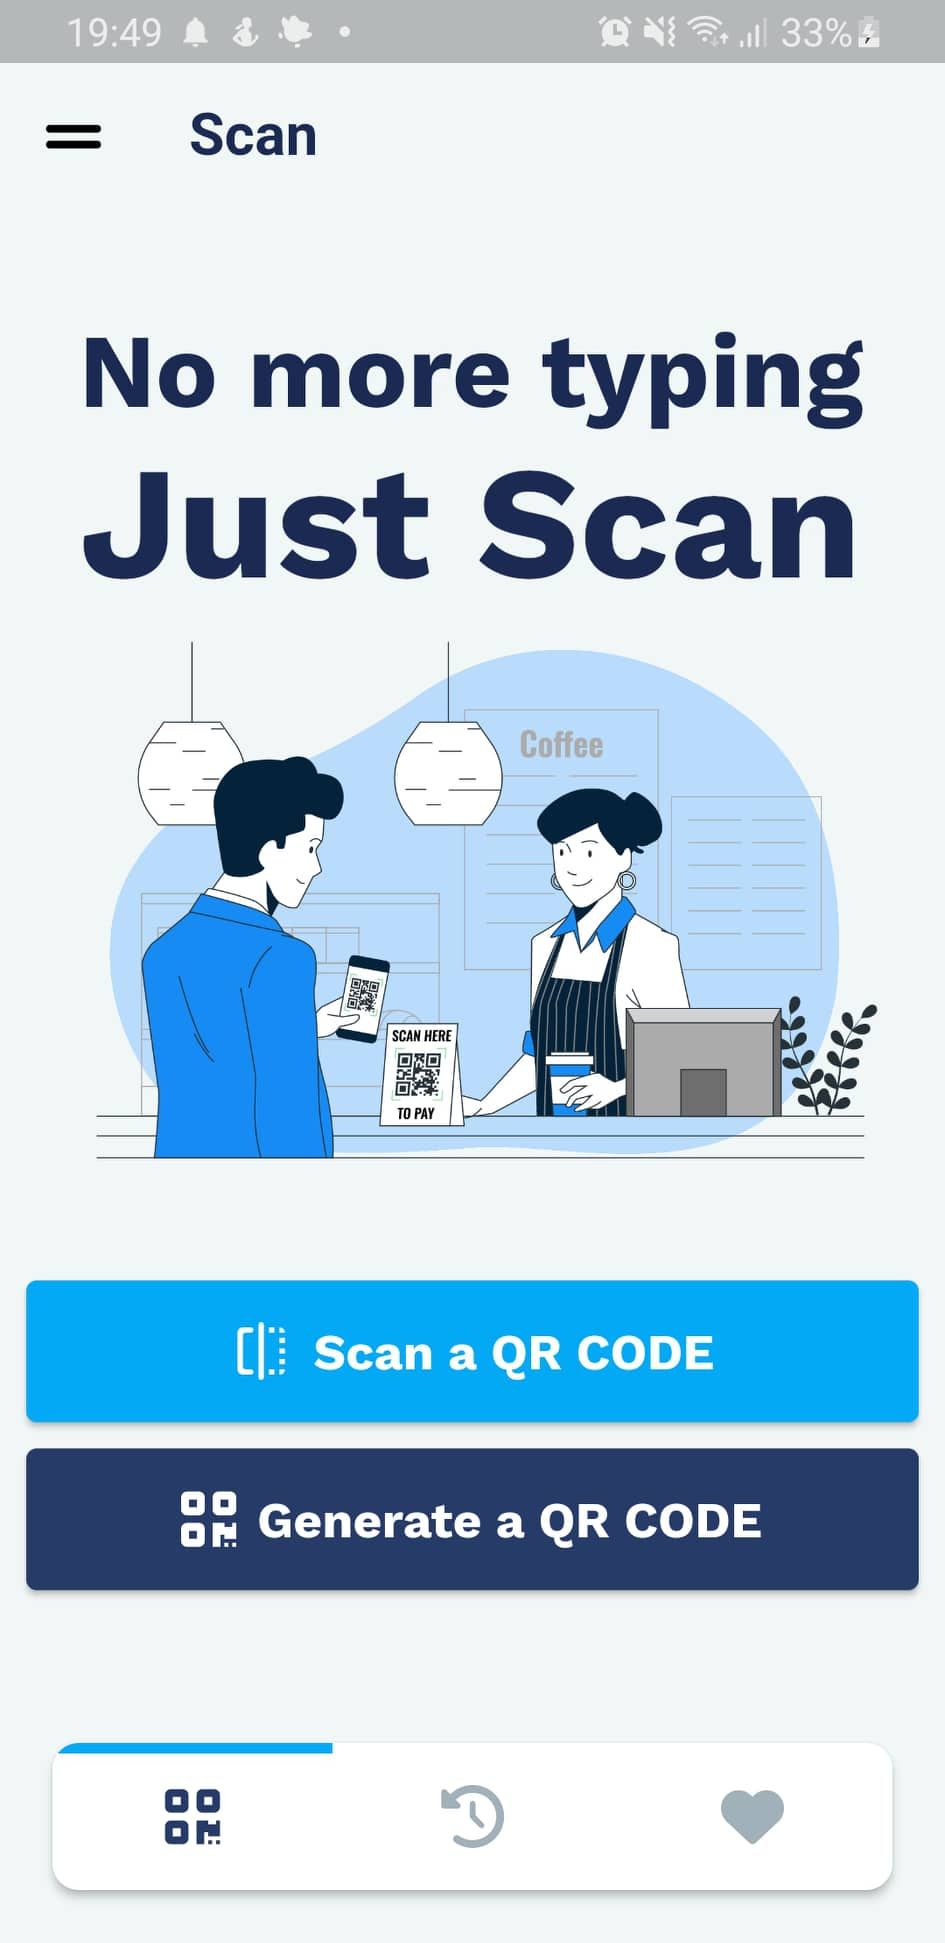 19:49
33%
Scan
No more typing
Just Scan
Coffee
SCAN HERE
TO PAY
Scan a QR CODE
Generate a QR CODE